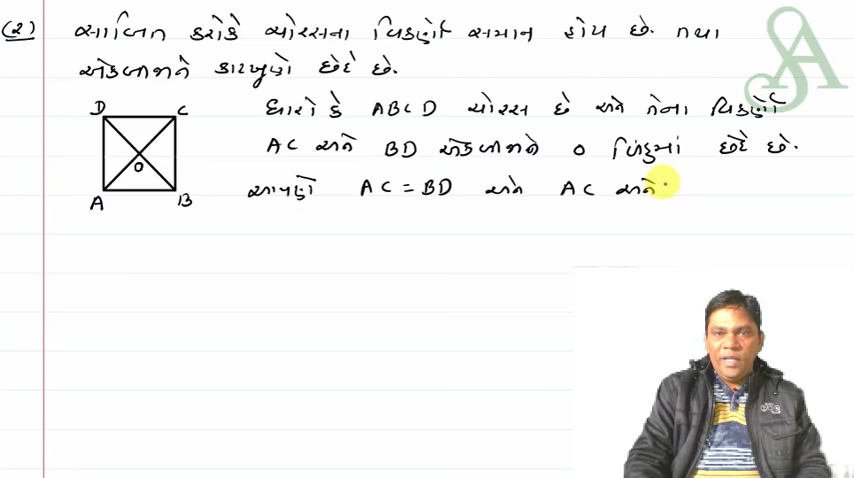 (2) સાબિત કરોકે ચોરસના વિકર્ણો સમાન હોય છે. તથા
એકબીજાને કાટખૂણે છેદે છે.
D C
ધારો કે ABCD ચોરસ છે અને તેના વિકર્ણો
AC અને BD એકબીજાને O બિંદુમાં છેદે છે.
O
આપણે AC = BD અને AC અને
A B
SA